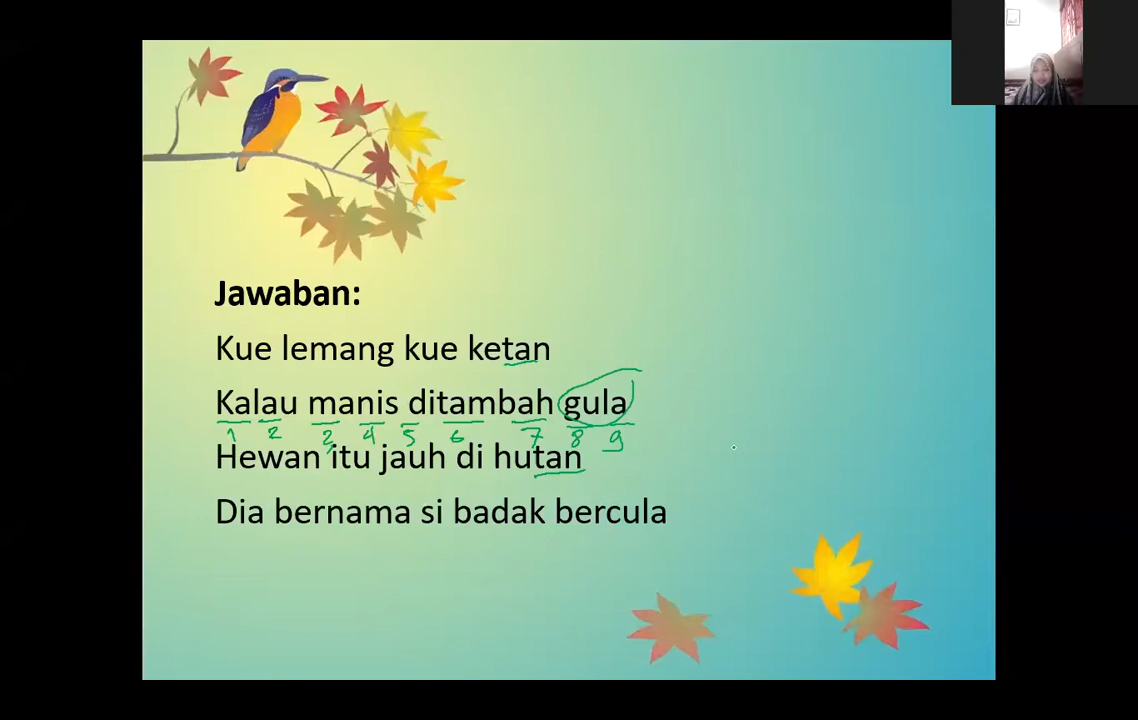 Jawaban:
Kue lemang kue ketan
Kalau manis ditambah gula
1 2 3 4 5 6 7 8 9
Hewan itu jauh di hutan
Dia bernama si badak bercula